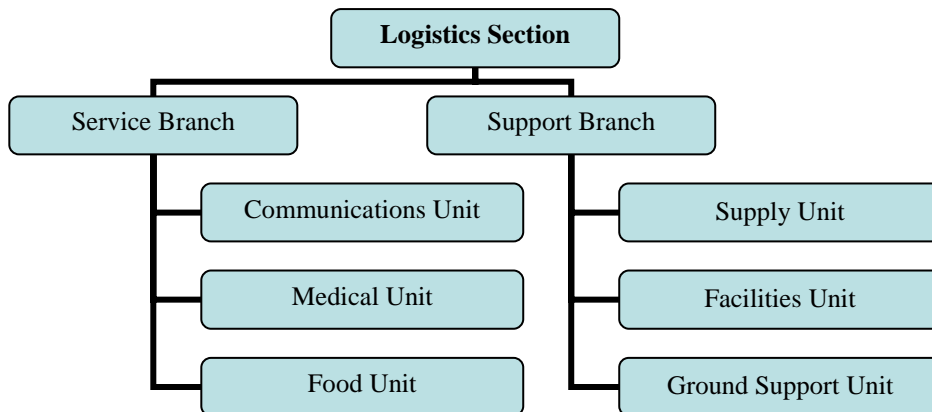 Logistics Section
Service Branch
Support Branch
Communications Unit
Supply Unit
Medical Unit
Facilities Unit
Food Unit
Ground Support Unit